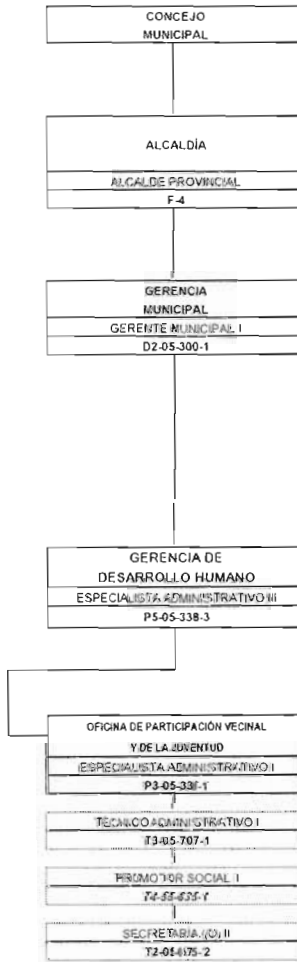 CONCEJO
MUNICIPAL
ALCALDÍA
ALCALDE PROVINCIAL
F-4
GERENCIA
MUNICIPAL
GERENTE MUNICIPAL I
D2-05-300-1
GERENCIA DE
DESARROLLO HUMANO
ESPECIALISTA ADMINISTRATIVO III
P5-05-338-3
OFICINA DE PARTICIPACIÓN VECINAL
Y DE LA JUVENTUD
ESPECIALISTA ADMINISTRATIVO I
TECNICO ADMINISTRATIVO I
T3-05-707-1
PROMOTOR SOCIAL I
SECRETARIA (O) II